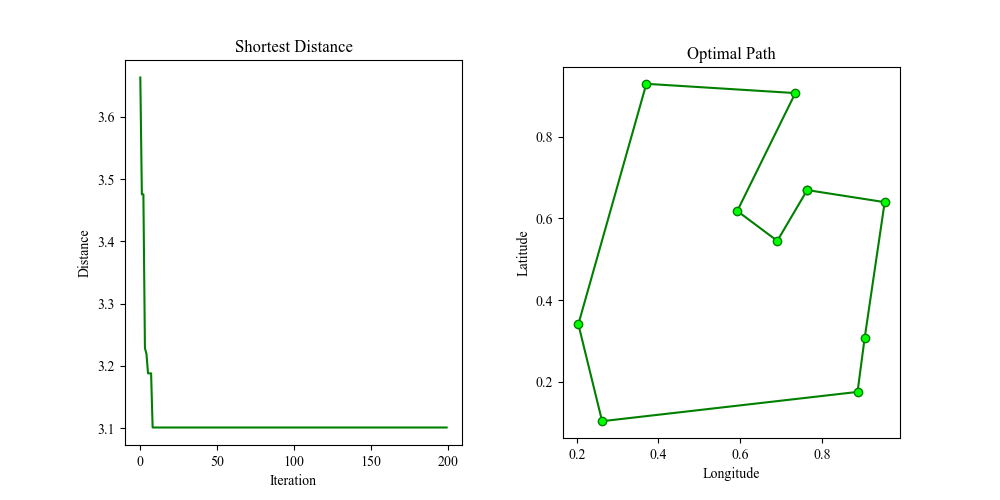 Shortest Distance
3.6
3.5
3.4
3.3
3.2
3.1
Distance
0 50 100 150 200
Iteration
Optimal Path
0.8
0.6
0.4
0.2
Latitude
0.2 0.4 0.6 0.8
Longitude